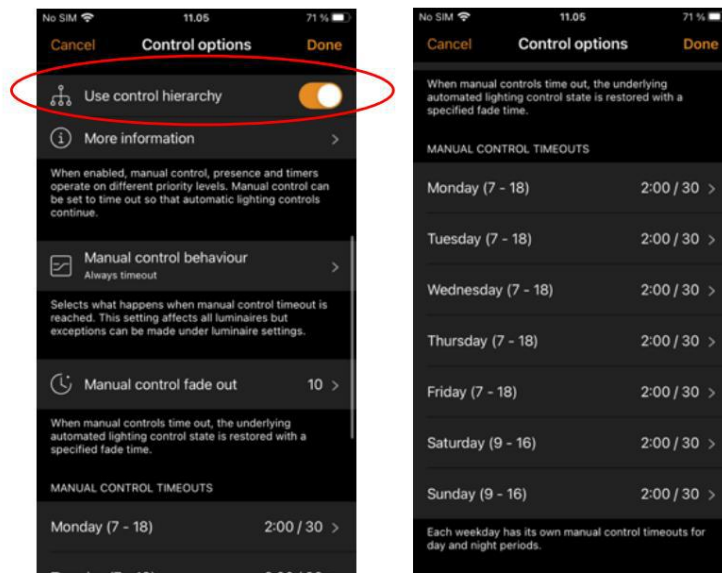 No SIM 11.05 71 %
Cancel Control options Done
Use control hierarchy
More information
When enabled, manual control, presence and timers
operate on different priority levels. Manual control can
be set to time out so that automatic lighting controls
continue.
Manual control behaviour
Always timeout
Selects what happens when manual control timeout is
reached. This setting affects all luminaires but
exceptions can be made under luminaire settings.
Manual control fade out 10
When manual controls time out, the underlying
automated lighting control state is restored with a
specified fade time.
MANUAL CONTROL TIMEOUTS
Monday (7 - 18) 2:00 / 30
No SIM 11.05 71 %
Cancel Control options Done
When manual controls time out, the underlying
automated lighting control state is restored with a
specified fade time.
MANUAL CONTROL TIMEOUTS
Monday (7 - 18) 2:00 / 30
Tuesday (7 - 18) 2:00 / 30
Wednesday (7 - 18) 2:00 / 30
Thursday (7 - 18) 2:00 / 30
Friday (7 - 18) 2:00 / 30
Saturday (9 - 16) 2:00 / 30
Sunday (9 - 16) 2:00 / 30
Each weekday has its own manual control timeouts for
day and night periods.